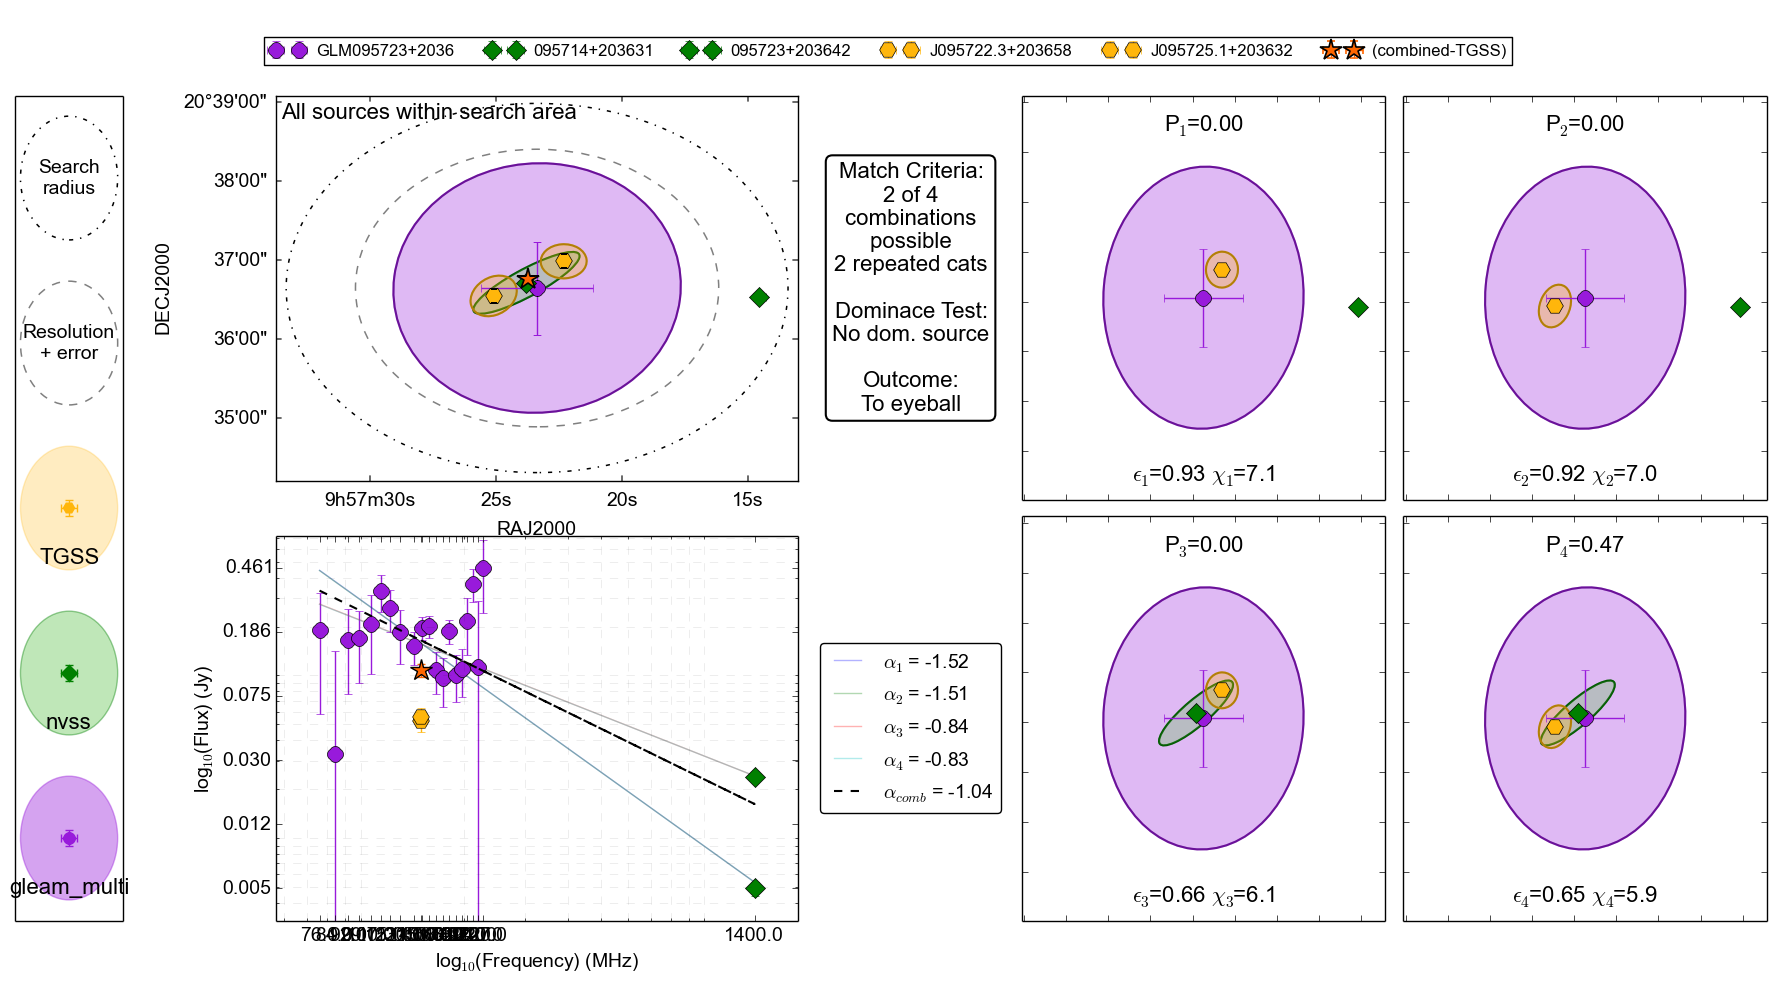 GLM095723+2036
095714+203631
095723+203642
J095722.3+203658
J095725.1+203632
(combined-TGSS)
Search
radius
Resolution
+ error
TGSS
nvss
gleam_multi
All sources within search area
DECJ2000
20°39'00"
38'00"
37'00"
36'00"
35'00"
9h57m30s
25s
20s
15s
RAJ2000
Match Criteria:
2 of 4
combinations
possible
2 repeated cats
Dominace Test:
No dom. source
Outcome:
To eyeball
P1=0.00
ϵ1=0.93 χ1=7.1
P2=0.00
ϵ2=0.92 χ2=7.0
log10(Flux) (Jy)
0.461
0.186
0.075
0.030
0.012
0.005
1400.0
log10(Frequency) (MHz)
α1 = -1.52
α2 = -1.51
α3 = -0.84
α4 = -0.83
αcomb = -1.04
P3=0.00
ϵ3=0.66 χ3=6.1
P4=0.47
ϵ4=0.65 χ4=5.9